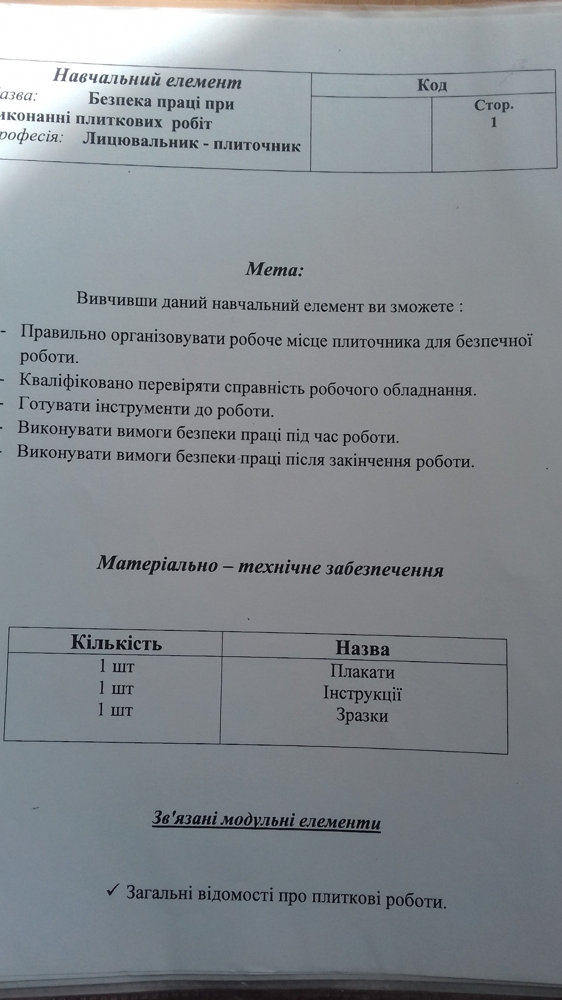 Навчальний елемент
азва: Безпека праці при
иконанні плиткових робіт
рофесія: Лицювальник - плиточник
Код
Стор.
1
Мета:
Вивчивши даний навчальний елемент ви зможете :
- Правильно організовувати робоче місце плиточника для безпечної
роботи.
- Кваліфіковано перевіряти справність робочого обладнання.
- Готувати інструменти до роботи.
- Виконувати вимоги безпеки праці під час роботи.
- Виконувати вимоги безпеки праці після закінчення роботи.
Матеріально – технічне забезпечення
Кількість Назва
1 шт Плакати
1 шт Інструкції
1 шт Зразки
Зв'язані модульні елементи
✓ Загальні відомості про плиткові роботи.